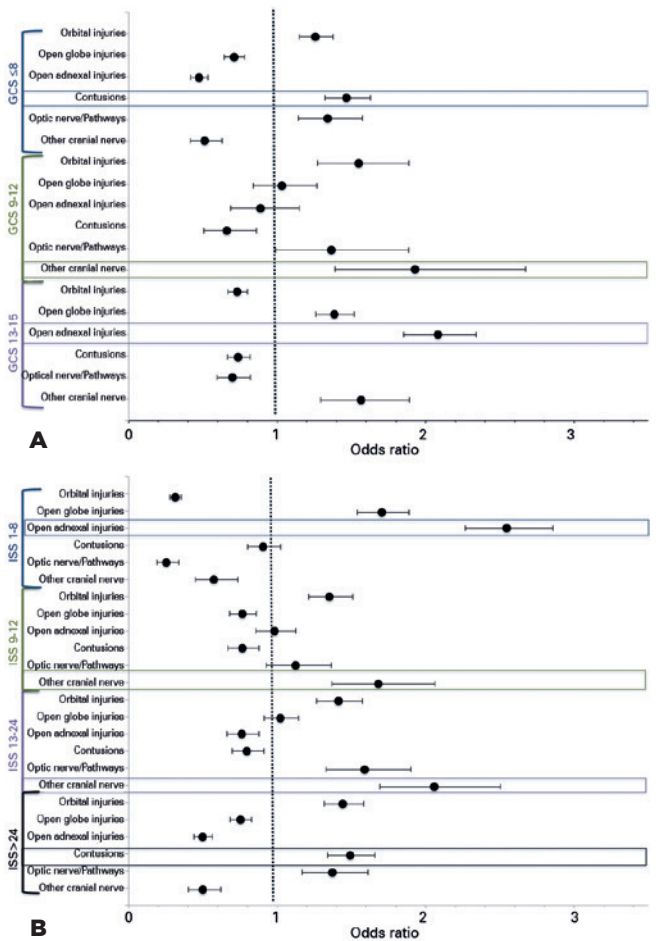 GCS ≤8
Orbital injuries
Open globe injuries
Open adnexal injuries
Contusions
Optic nerve/Pathways
Other cranial nerve
GCS 9-12
Orbital injuries
Open globe injuries
Open adnexal injuries
Contusions
Optic nerve/Pathways
Other cranial nerve
GCS 13-15
Orbital injuries
Open globe injuries
Open adnexal injuries
Contusions
Optical nerve/Pathways
Other cranial nerve
0 1 2 3
Odds ratio
A
ISS 1-8
Orbital injuries
Open globe injuries
Open adnexal injuries
Contusions
Optic nerve/Pathways
Other cranial nerve
ISS 9-12
Orbital injuries
Open globe injuries
Open adnexal injuries
Contusions
Optic nerve/Pathways
Other cranial nerve
ISS 13-24
Orbital injuries
Open globe injuries
Open adnexal injuries
Contusions
Optic nerve/Pathways
Other cranial nerve
ISS>24
Orbital injuries
Open globe injuries
Open adnexal injuries
Contusions
Optic nerve/Pathways
Other cranial nerve
0 1 2 3
Odds ratio
B